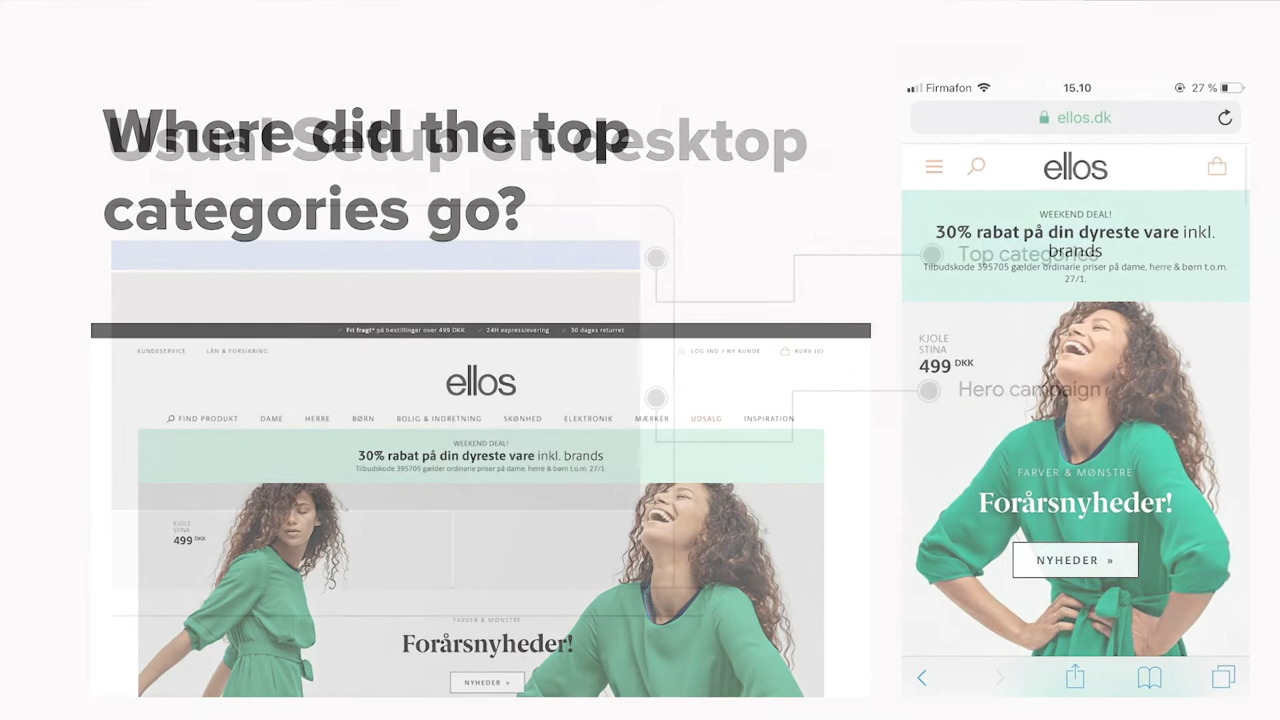 Where did the top
categories go?
Usual Setup on desktop
Top categories
Hero campaign
Fri fragt* på bestillinger over 499 DKK
24H expresslevering
30 dages returret
KUNDESERVICE
LÅN & FORSIKRING
LOG IND / NY KUNDE
KURV (0)
ellos
FIND PRODUKT DAME HERRE BØRN BOLIG & INDRETNING SKØNHED ELEKTRONIK MÆRKER UDSALG INSPIRATION
WEEKEND DEAL!
30% rabat på din dyreste vare inkl. brands
Tilbudskode 395705 gælder ordinarie priser på dame, herre & børn t.o.m. 27/1.
KJOLE
STINA
499 DKK
FARVER & MØNSTRE
Forårsnyheder!
NYHEDER »
Firmafon
15.10
27 %
ellos.dk
ellos
WEEKEND DEAL!
30% rabat på din dyreste vare inkl.
brands
Tilbudskode 395705 gælder ordinarie priser på dame, herre & børn t.o.m.
27/1.
KJOLE
STINA
499 DKK
FARVER & MØNSTRE
Forårsnyheder!
NYHEDER »